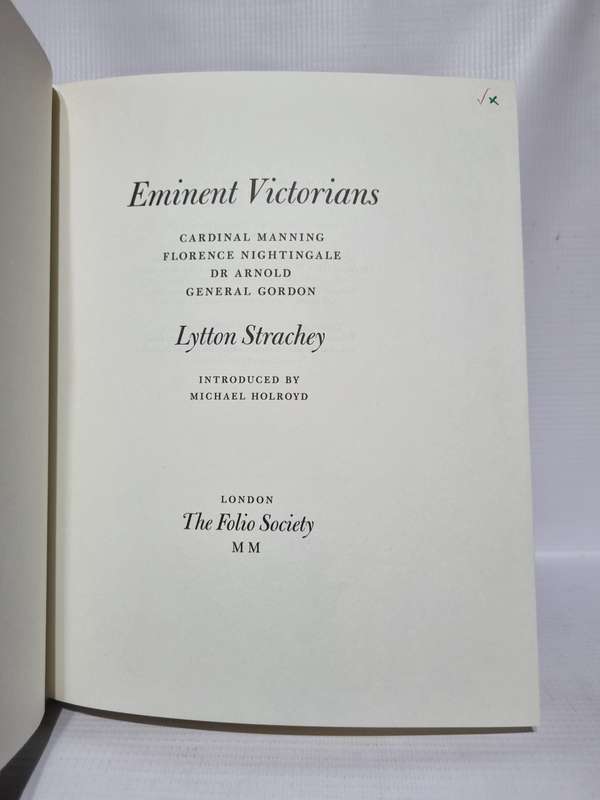 √x
Eminent Victorians
CARDINAL MANNING
FLORENCE NIGHTINGALE
DR ARNOLD
GENERAL GORDON
Lytton Strachey
INTRODUCED BY
MICHAEL HOLROYD
LONDON
The Folio Society
MM